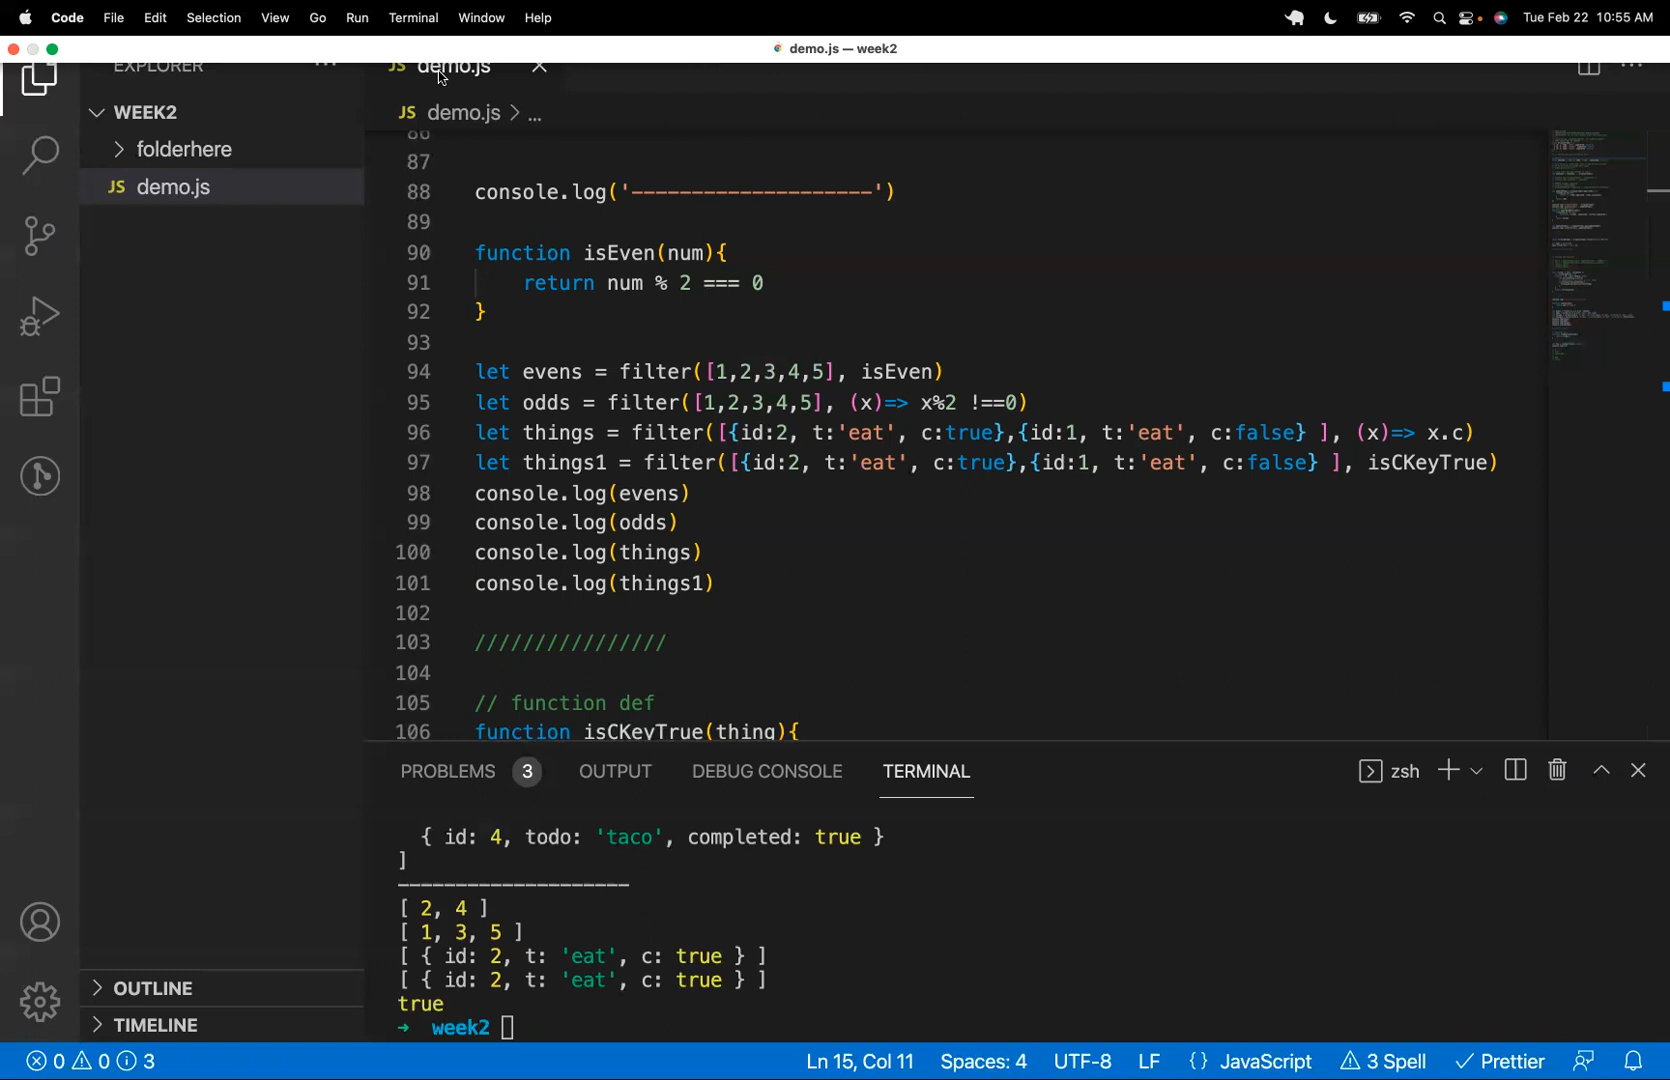 Code File Edit Selection View Go Run Terminal Window Help Tue Feb 22 10:55 AM
demo.js — week2
EXPLORER ...
JS demo.js
WEEK2
JS demo.js > ...
folderhere
JS demo.js
86
87
88 console.log('--------------------')
89
90 function isEven(num){
91 return num % 2 === 0
92 }
93
94 let evens = filter([1,2,3,4,5], isEven)
95 let odds = filter([1,2,3,4,5], (x)=> x%2 !==0)
96 let things = filter([{id:2, t:'eat', c:true},{id:1, t:'eat', c:false} ], (x)=> x.c)
97 let things1 = filter([{id:2, t:'eat', c:true},{id:1, t:'eat', c:false} ], isCKeyTrue)
98 console.log(evens)
99 console.log(odds)
100 console.log(things)
101 console.log(things1)
102
103 ////////////////
104
105 // function def
106 function isCKeyTrue(thing){
PROBLEMS 3 OUTPUT DEBUG CONSOLE TERMINAL zsh
{ id: 4, todo: 'taco', completed: true }
]
--------------------
[ 2, 4 ]
[ 1, 3, 5 ]
[ { id: 2, t: 'eat', c: true } ]
[ { id: 2, t: 'eat', c: true } ]
true
→ week2
OUTLINE
TIMELINE
0 0 3 Ln 15, Col 11 Spaces: 4 UTF-8 LF {} JavaScript 3 Spell Prettier